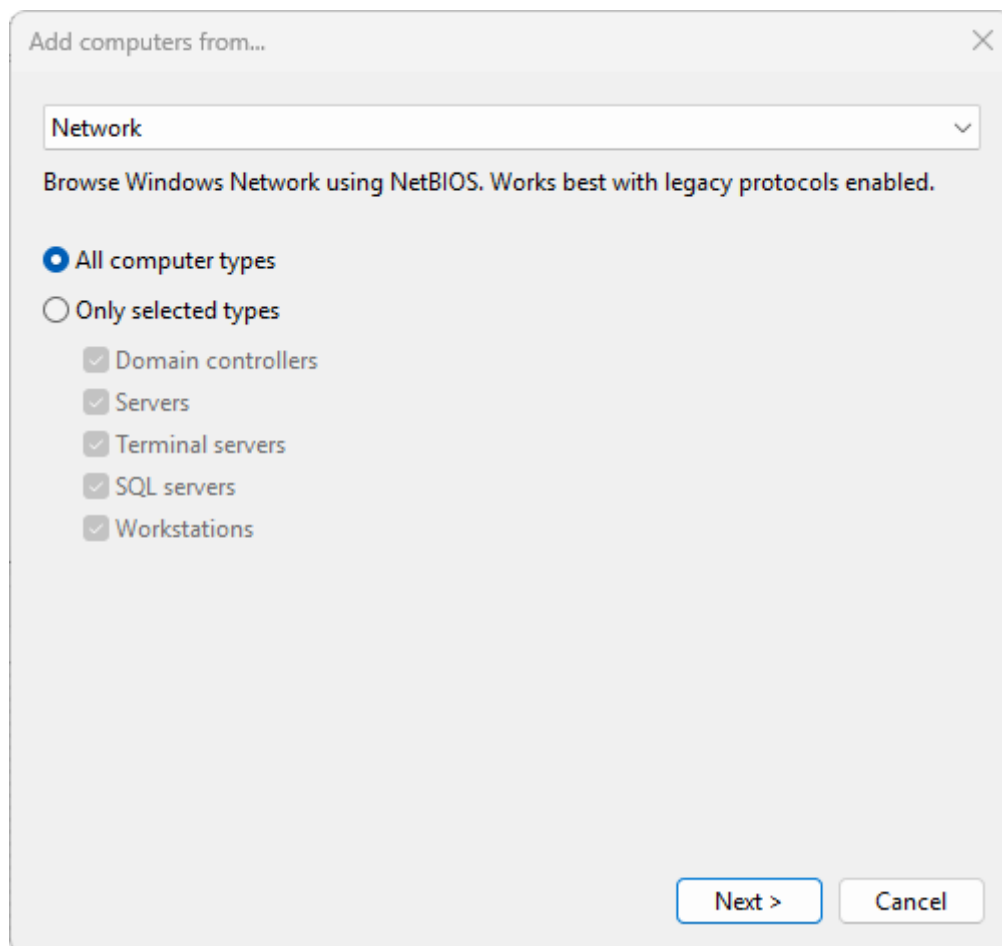 Add computers from...
Network
Browse Windows Network using NetBIOS. Works best with legacy protocols enabled.
All computer types
Only selected types
Domain controllers
Servers
Terminal servers
SQL servers
Workstations
Next >
Cancel